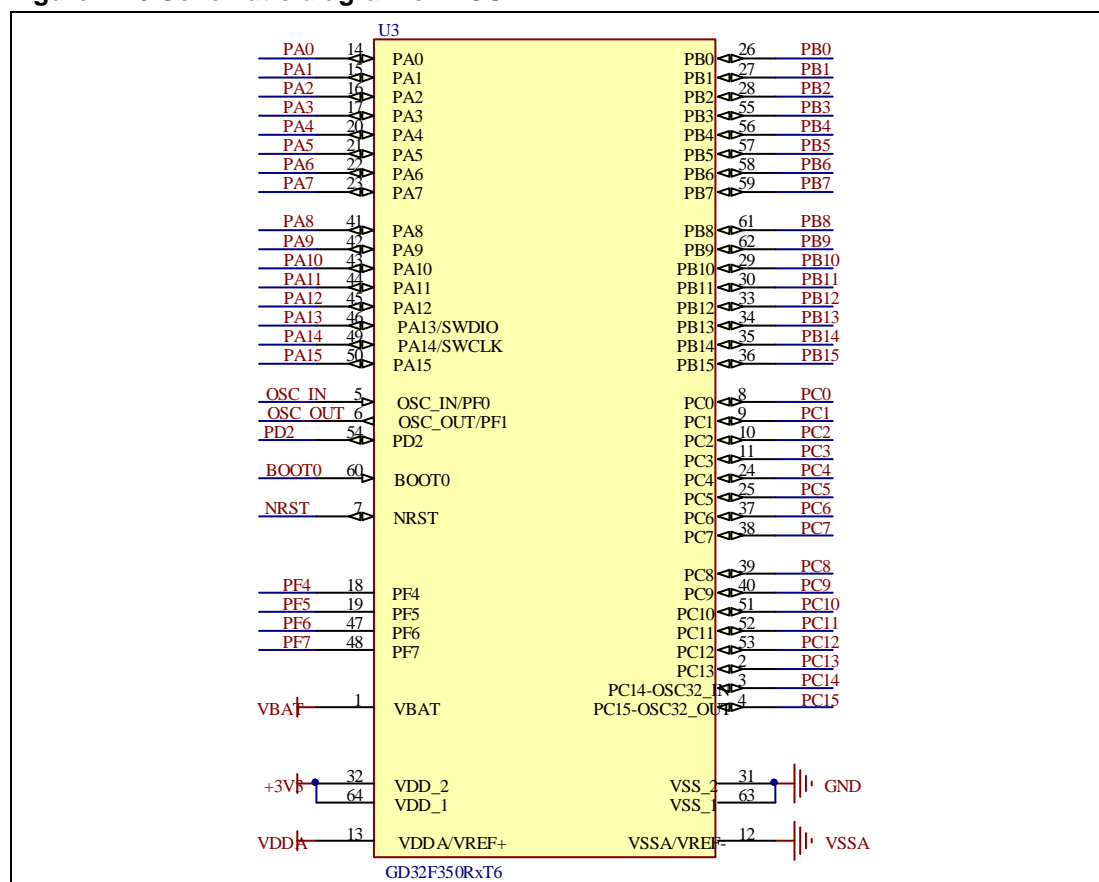 U3
PA0 14 PA0 PB0 26 PB0
PA1 15 PA1 PB1 27 PB1
PA2 16 PA2 PB2 28 PB2
PA3 17 PA3 PB3 55 PB3
PA4 20 PA4 PB4 56 PB4
PA5 21 PA5 PB5 57 PB5
PA6 22 PA6 PB6 58 PB6
PA7 23 PA7 PB7 59 PB7
PA8 41 PA8 PB8 61 PB8
PA9 42 PA9 PB9 62 PB9
PA10 43 PA10 PB10 29 PB10
PA11 44 PA11 PB11 30 PB11
PA12 45 PA12 PB12 33 PB12
PA13 46 PA13/SWDIO PB13 34 PB13
PA14 49 PA14/SWCLK PB14 35 PB14
PA15 50 PA15 PB15 36 PB15
OSC_IN 5 OSC_IN/PF0 PC0 8 PC0
OSC_OUT 6 OSC_OUT/PF1 PC1 9 PC1
PD2 54 PD2 PC2 10 PC2
PC3 11 PC3
BOOT0 60 BOOT0 PC4 24 PC4
PC5 25 PC5
NRST 7 NRST PC6 37 PC6
PC7 38 PC7
PC8 39 PC8
PF4 18 PF4 PC9 40 PC9
PF5 19 PF5 PC10 51 PC10
PF6 47 PF6 PC11 52 PC11
PF7 48 PF7 PC12 53 PC12
PC13 2 PC13
PC14-OSC32_IN 3 PC14
VBAT 1 VBAT PC15-OSC32_OUT 4 PC15
+3V3 32 VDD_2 VSS_2 31 GND
64 VDD_1 VSS_1 63
VDDA 13 VDDA/VREF+ VSSA/VREF- 12 VSSA
GD32F350RxT6